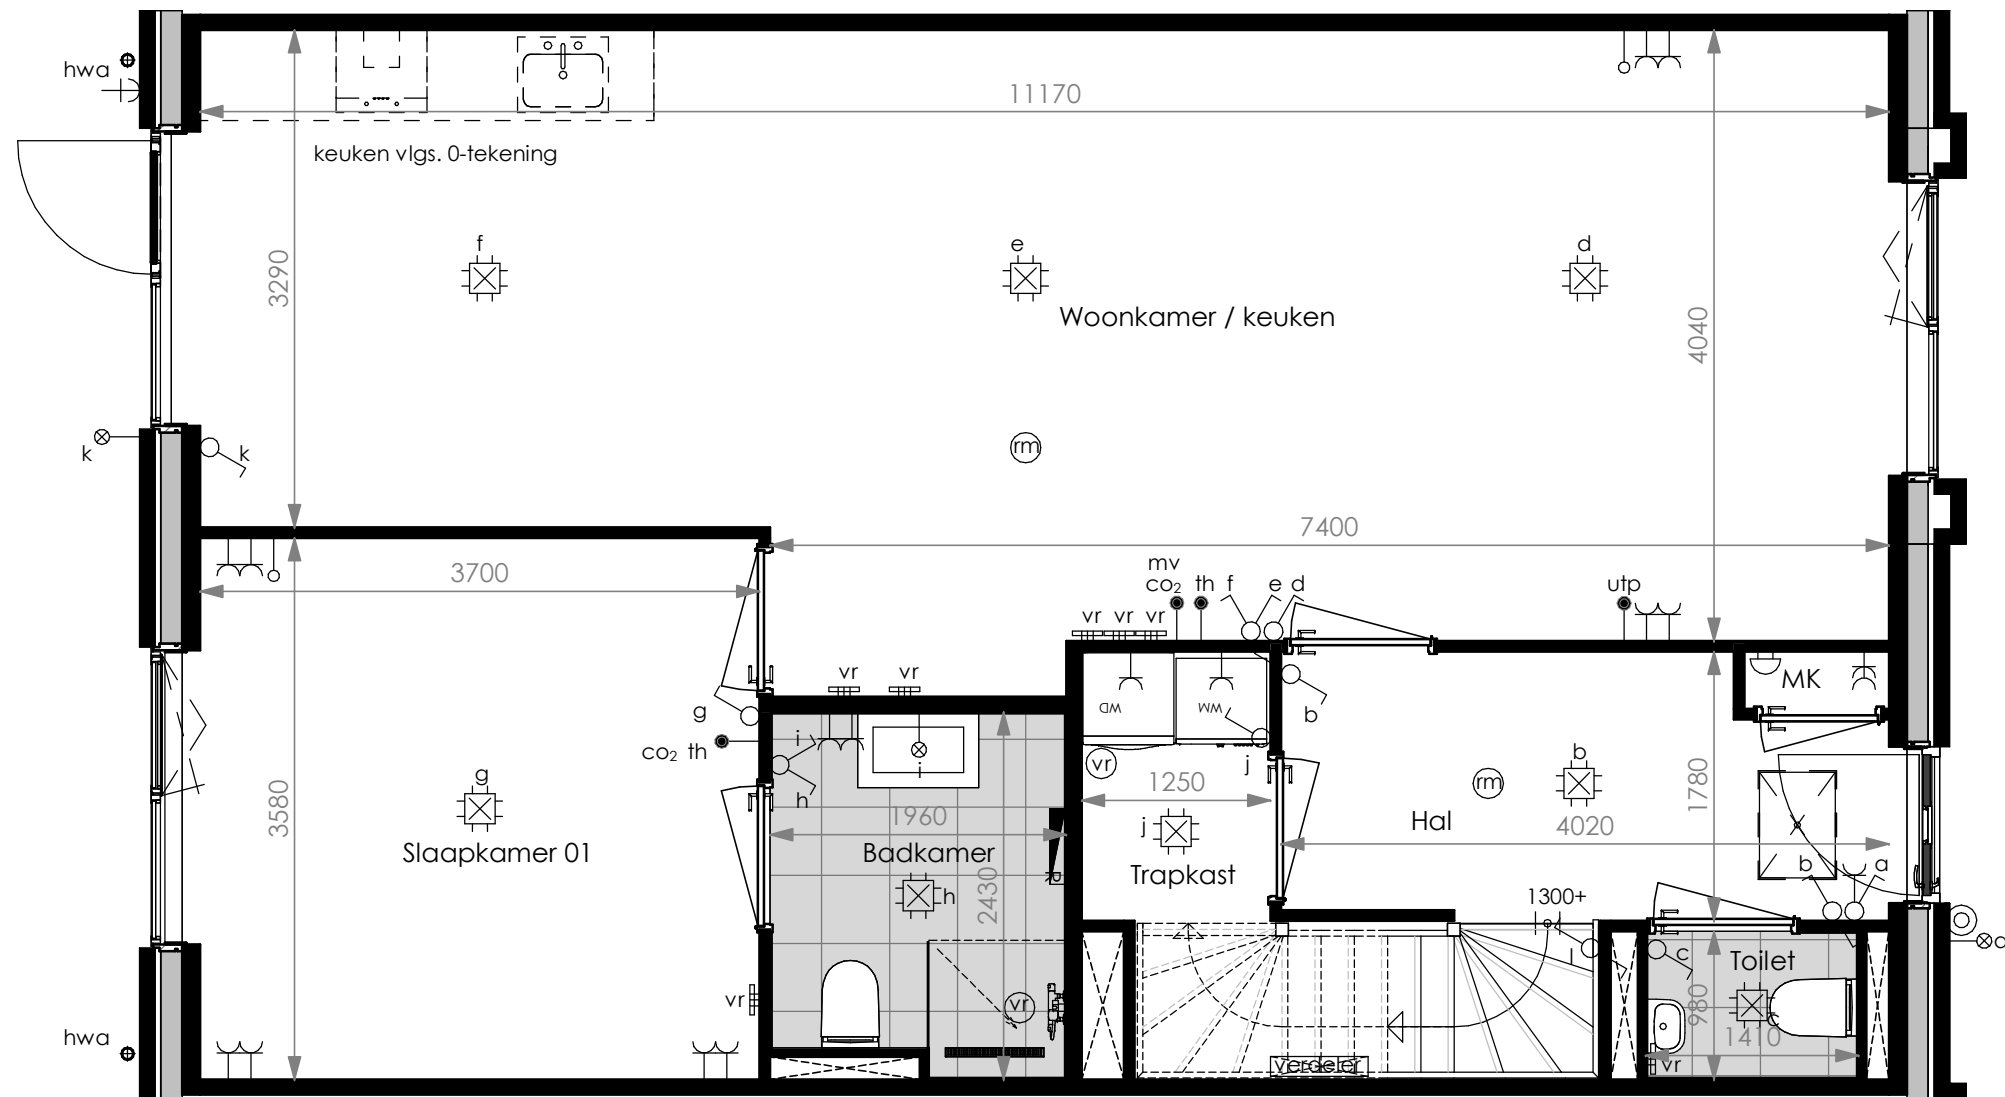 hwa
11170
keuken vlgs. 0-tekening
f
e
d
3290
Woonkamer / keuken
4040
k
k
rm
7400
3700
mv
co₂ th f e d
utp
vr vr vr
vr vr
g
b
MK
WD
WM
co₂ th
i
j
vr
h
g
b
rm
1250
1780
3580
1960
j
Hal
4020
Slaapkamer 01
Badkamer
Trapkast
b a
h
2430
1300+
c
Toilet
a
vr
vr
980
1410
hwa
verdeler
vr